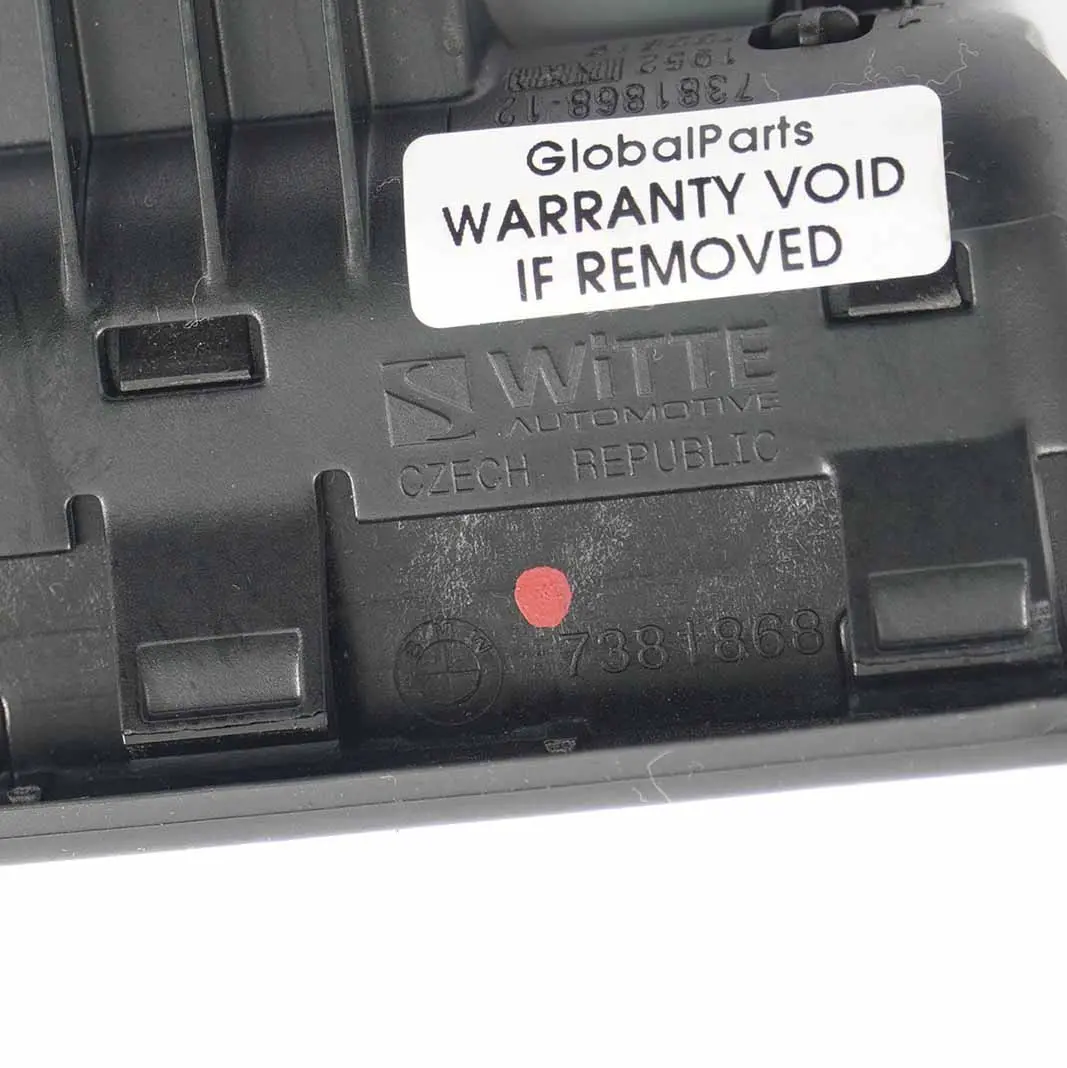 7381868-12
1952
GlobalParts
WARRANTY VOID
IF REMOVED
WiTTE
AUTOMOTIVE
CZECH REPUBLIC
BMW
7381868